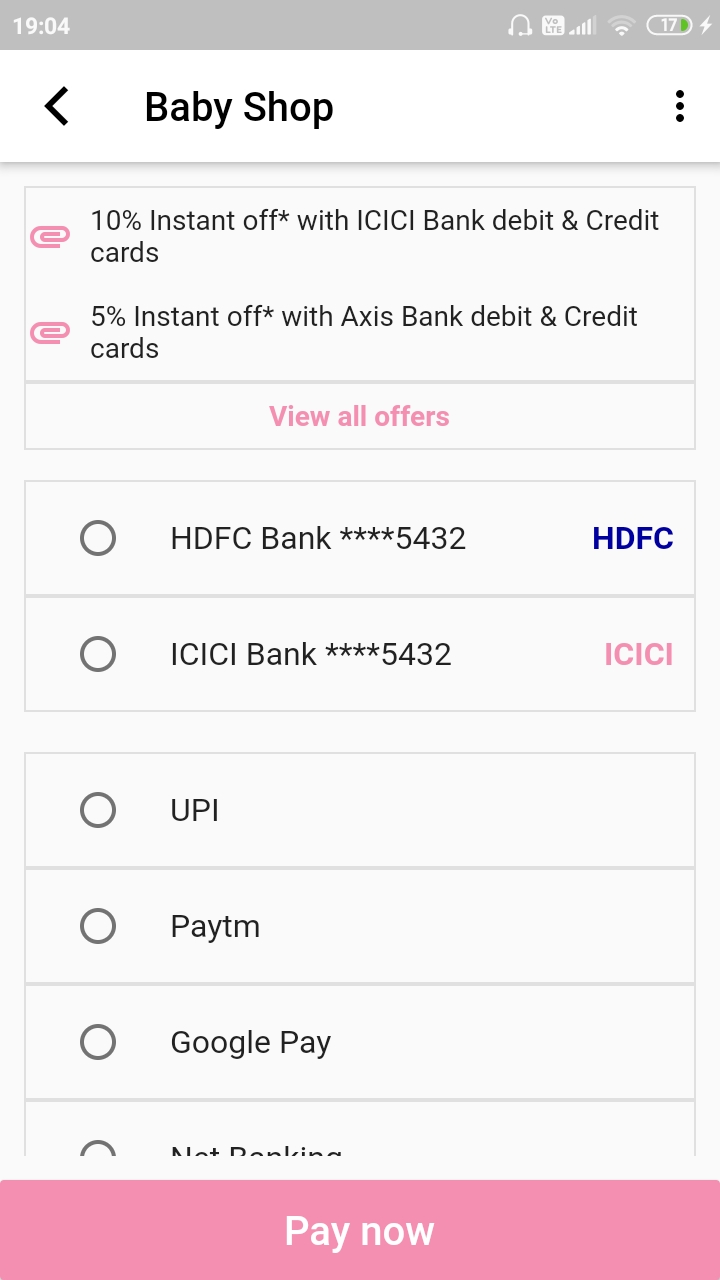 19:04
Vo LTE
17
Baby Shop
10% Instant off* with ICICI Bank debit & Credit
cards
5% Instant off* with Axis Bank debit & Credit
cards
View all offers
HDFC Bank ****5432 HDFC
ICICI Bank ****5432 ICICI
UPI
Paytm
Google Pay
Net Banking
Pay now